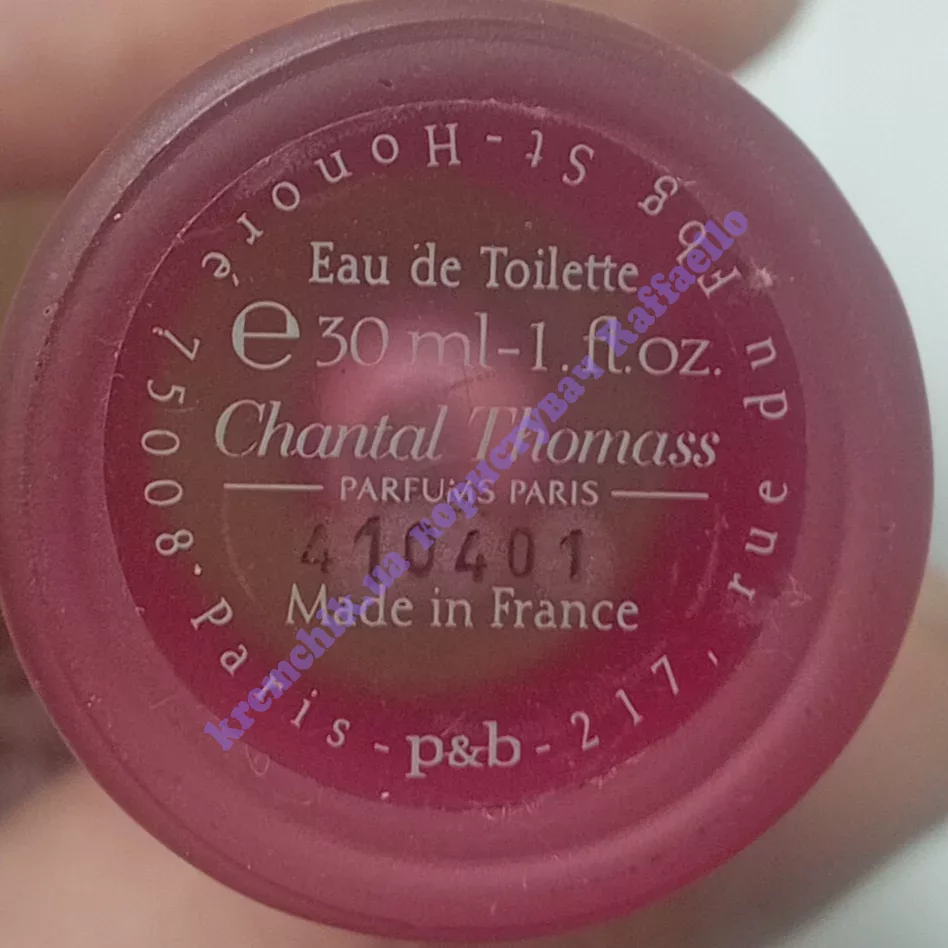 Eau de Toilette
e 30 ml-1.fl.oz.
Chantal Thomass
PARFUMS PARIS
410401
Made in France
p&b - 217, rue du Fbg St-Honoré 75008 - Paris -
kremchik.ua користувач Raffaello